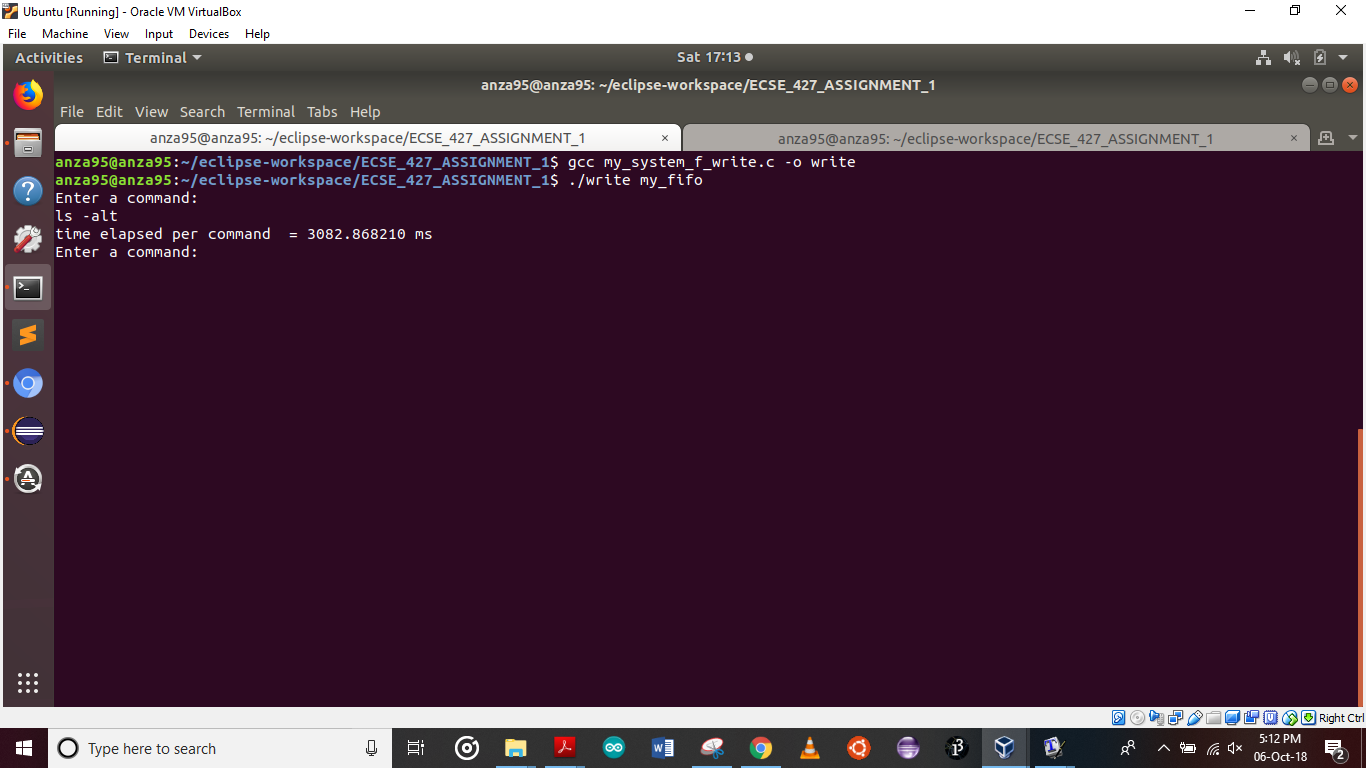 Ubuntu [Running] - Oracle VM VirtualBox
File Machine View Input Devices Help
Activities Terminal Sat 17:13
anza95@anza95: ~/eclipse-workspace/ECSE_427_ASSIGNMENT_1
File Edit View Search Terminal Tabs Help
anza95@anza95: ~/eclipse-workspace/ECSE_427_ASSIGNMENT_1 × anza95@anza95: ~/eclipse-workspace/ECSE_427_ASSIGNMENT_1 ×
anza95@anza95:~/eclipse-workspace/ECSE_427_ASSIGNMENT_1$ gcc my_system_f_write.c -o write
anza95@anza95:~/eclipse-workspace/ECSE_427_ASSIGNMENT_1$ ./write my_fifo
Enter a command:
ls -alt
time elapsed per command  = 3082.868210 ms
Enter a command:
Right Ctrl
Type here to search
5:12 PM
06-Oct-18
2